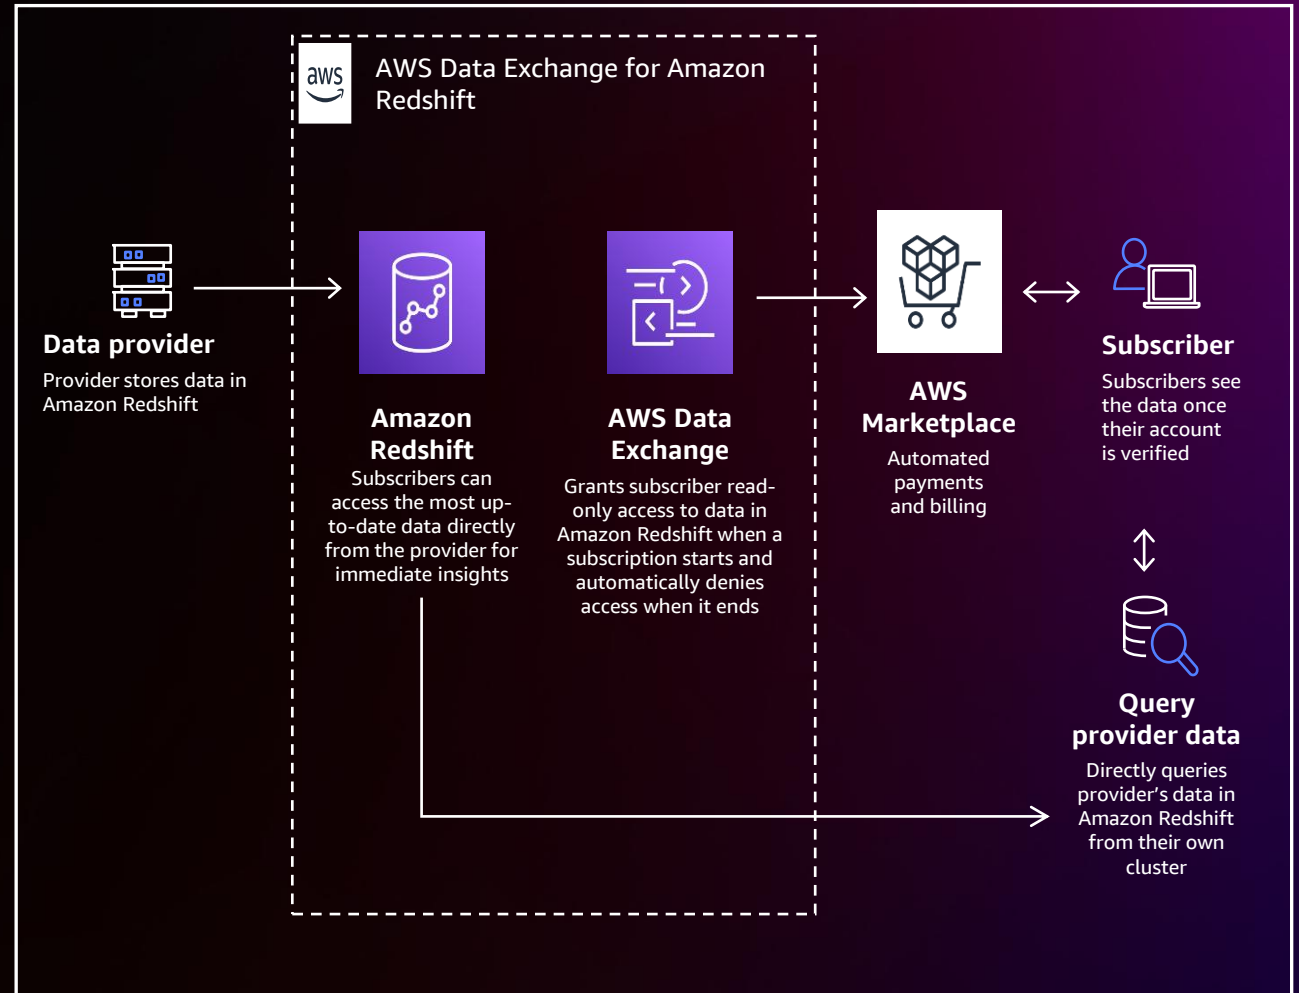 aws
AWS Data Exchange for Amazon
Redshift
Data provider
Provider stores data in
Amazon Redshift
Amazon
Redshift
Subscribers can
access the most up-
to-date data directly
from the provider for
immediate insights
AWS Data
Exchange
Grants subscriber read-
only access to data in
Amazon Redshift when a
subscription starts and
automatically denies
access when it ends
AWS
Marketplace
Automated
payments
and billing
Subscriber
Subscribers see
the data once
their account
is verified
Query
provider data
Directly queries
provider’s data in
Amazon Redshift
from their own
cluster